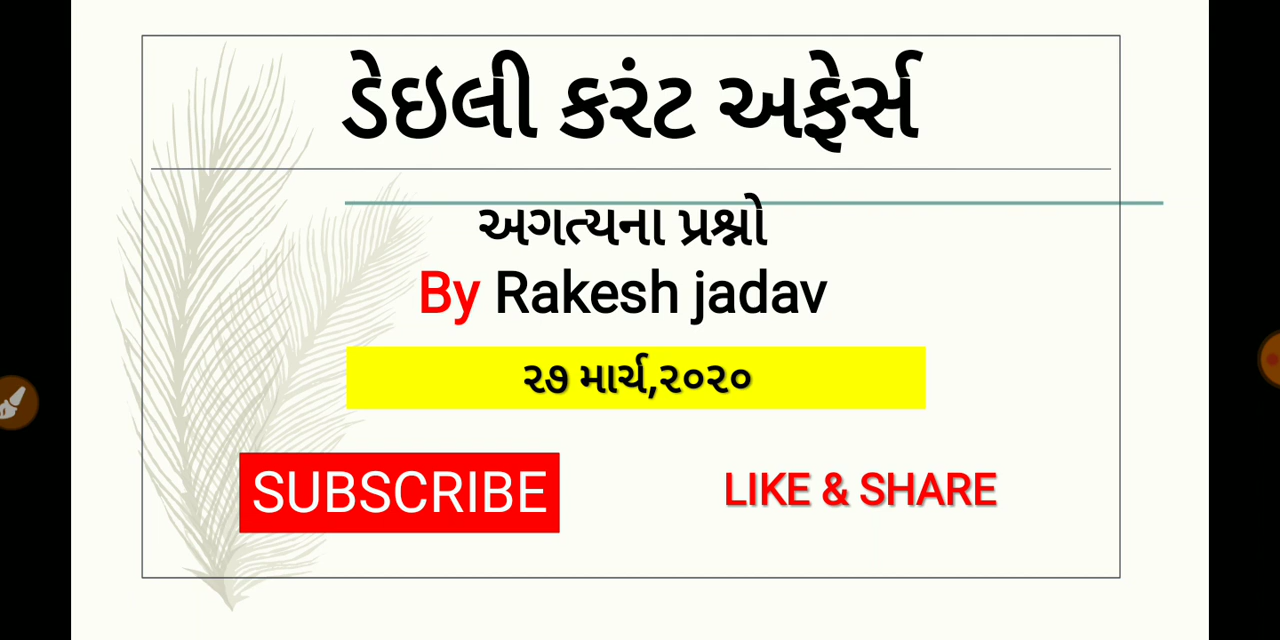 ડેઇલી કરંટ અફેર્સ
અગત્યના પ્રશ્નો
By Rakesh jadav
૨૭ માર્ચ,૨૦૨૦
SUBSCRIBE
LIKE & SHARE